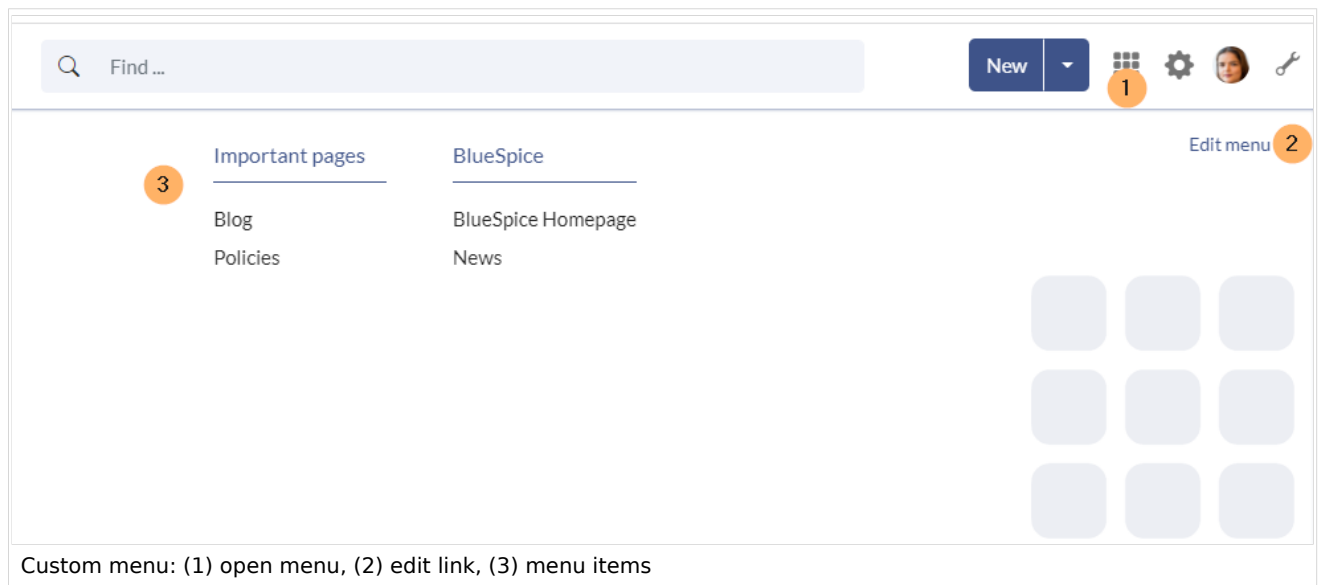 Find ...
New
1
Edit menu 2
Important pages BlueSpice
3
Blog BlueSpice Homepage
Policies News
Custom menu: (1) open menu, (2) edit link, (3) menu items